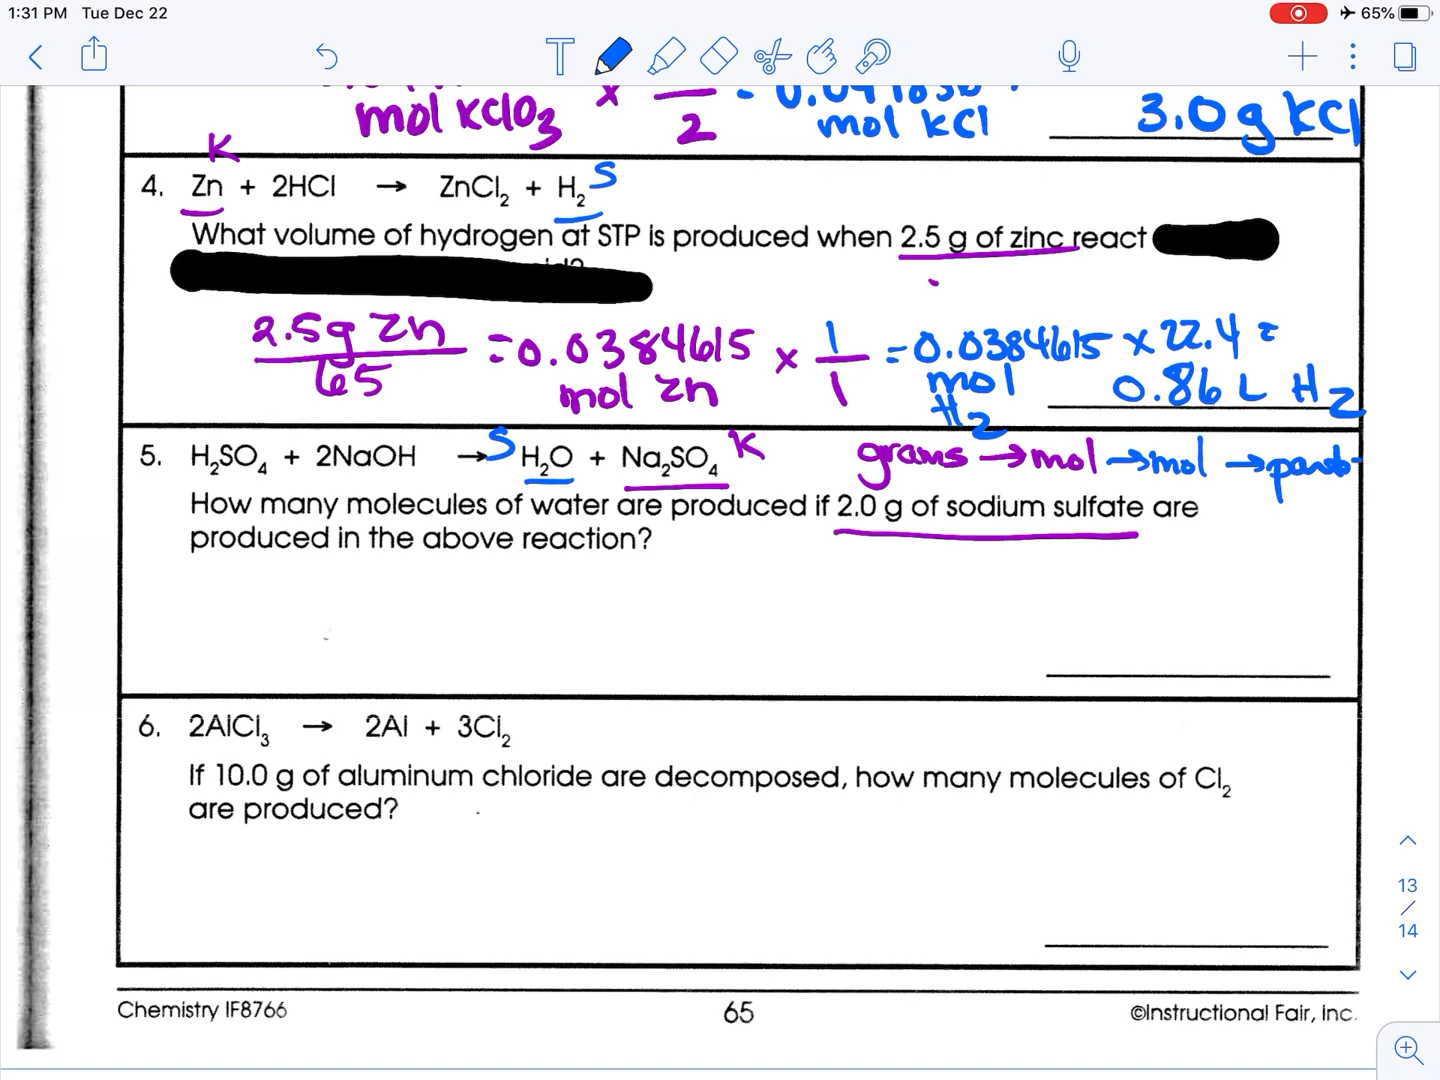 1:31 PM Tue Dec 22
65%
T
mol KClO3 x 2 =
mol KCl
3.0 g KCl
K
4. Zn + 2HCl → ZnCl2 + H2 S
What volume of hydrogen at STP is produced when 2.5 g of zinc react
2.5g Zn
65
=0.0384615 x 1/1 =0.0384615 x 22.4 =
mol Zn
mol
H2
0.86 L H2
5. H2SO4 + 2NaOH → S H2O + Na2SO4 K
grams → mol → mol →
How many molecules of water are produced if 2.0 g of sodium sulfate are
produced in the above reaction?
6. 2AlCl3 → 2Al + 3Cl2
If 10.0 g of aluminum chloride are decomposed, how many molecules of Cl2
are produced?
13
/
14
Chemistry IF8766
65
©Instructional Fair, Inc.